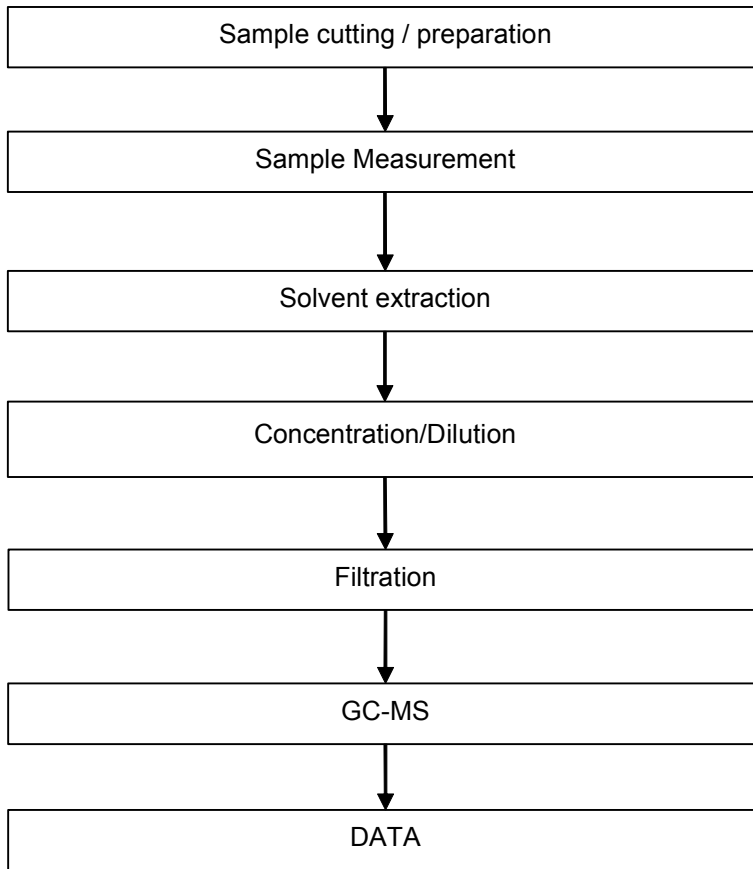 Sample cutting / preparation
Sample Measurement
Solvent extraction
Concentration/Dilution
Filtration
GC-MS
DATA